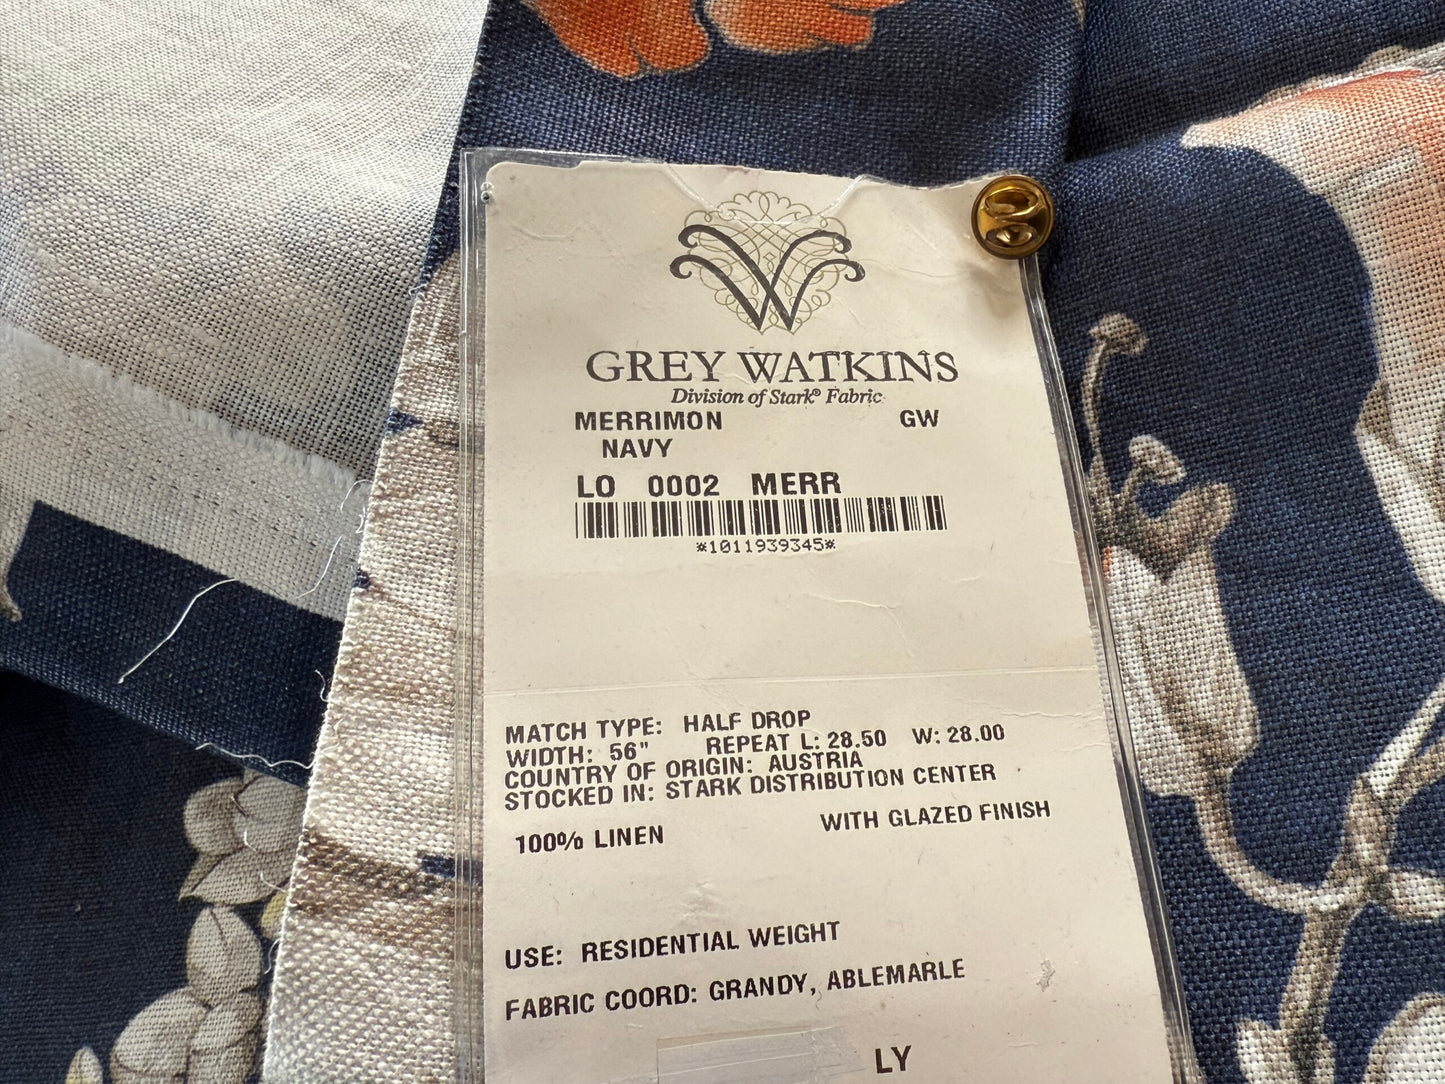 W
GREY WATKINS
Division of Stark® Fabric
MERRIMON GW
NAVY
LO 0002 MERR
*1011939345*
MATCH TYPE: HALF DROP
WIDTH: 56" REPEAT L: 28.50 W: 28.00
COUNTRY OF ORIGIN: AUSTRIA
STOCKED IN: STARK DISTRIBUTION CENTER
100% LINEN WITH GLAZED FINISH
USE: RESIDENTIAL WEIGHT
FABRIC COORD: GRANDY, ABLEMARLE
LY